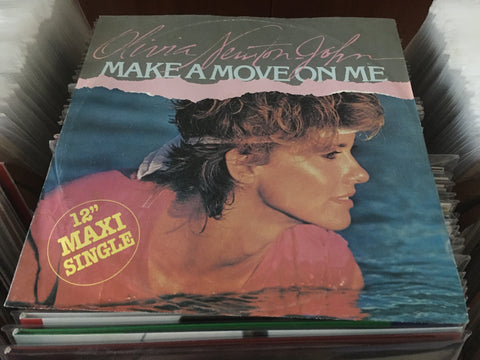 Olivia Newton-John
MAKE A MOVE ON ME
12"
MAXI
SINGLE